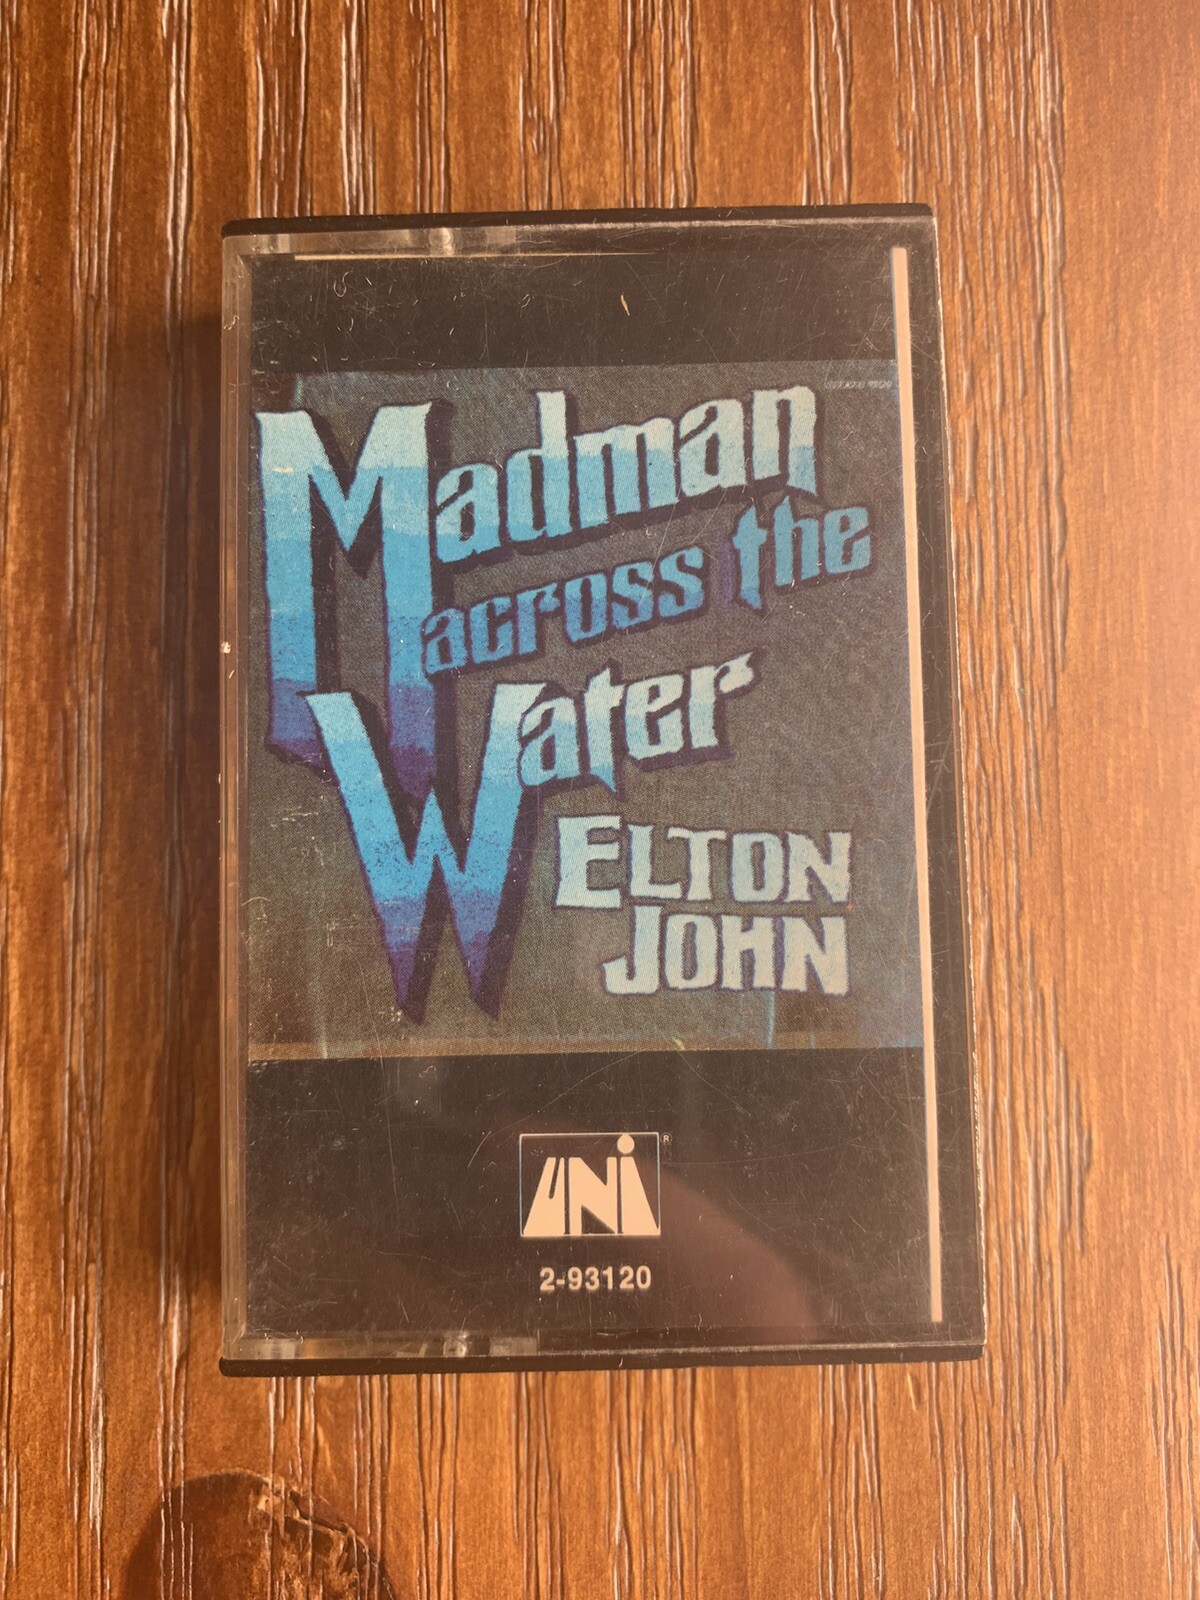 Madman
across the
Water
ELTON
JOHN
UNI
®
2-93120